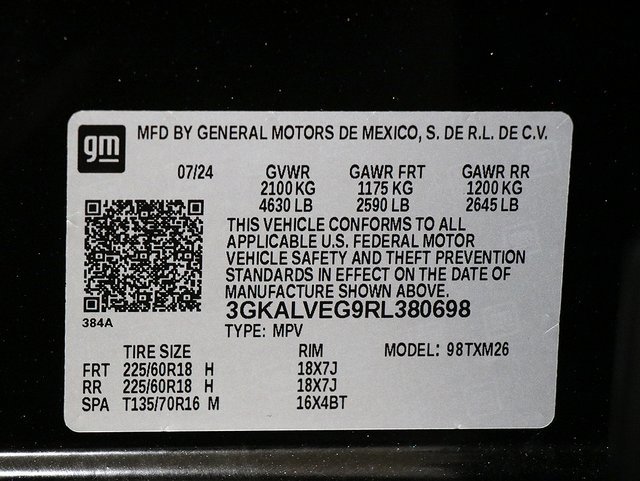 gm
MFD BY GENERAL MOTORS DE MEXICO, S. DE R.L. DE C.V.
07/24 GVWR GAWR FRT GAWR RR
2100 KG 1175 KG 1200 KG
4630 LB 2590 LB 2645 LB
THIS VEHICLE CONFORMS TO ALL
APPLICABLE U.S. FEDERAL MOTOR
VEHICLE SAFETY AND THEFT PREVENTION
STANDARDS IN EFFECT ON THE DATE OF
MANUFACTURE SHOWN ABOVE.
3GKALVEG9RL380698
384A
TYPE: MPV
TIRE SIZE RIM MODEL: 98TXM26
FRT 225/60R18 H 18X7J
RR 225/60R18 H 18X7J
SPA T135/70R16 M 16X4BT